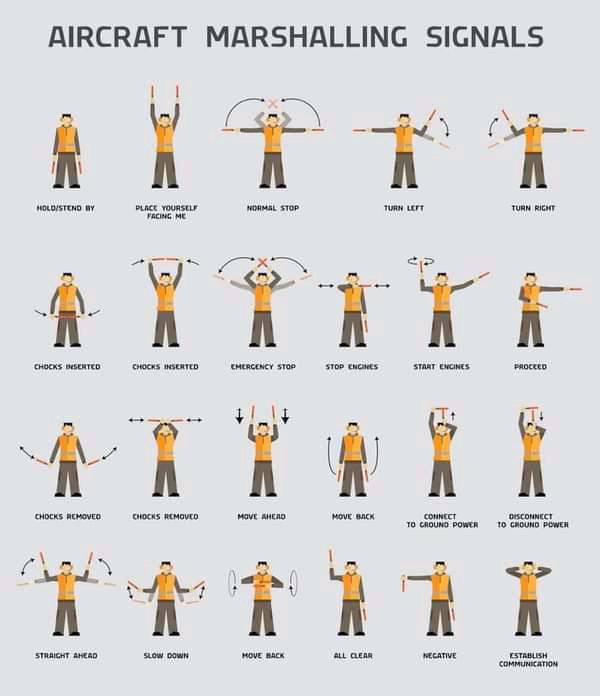 AIRCRAFT MARSHALLING SIGNALS
HOLD/STEND BY
PLACE YOURSELF
FACING ME
NORMAL STOP
TURN LEFT
TURN RIGHT
CHOCKS INSERTED
CHOCKS INSERTED
EMERGENCY STOP
STOP ENGINES
START ENGINES
PROCEED
CHOCKS REMOVED
CHOCKS REMOVED
MOVE AHEAD
MOVE BACK
CONNECT
TO GROUND POWER
DISCONNECT
TO GROUND POWER
STRAIGHT AHEAD
SLOW DOWN
MOVE BACK
ALL CLEAR
NEGATIVE
ESTABLISH
COMMUNICATION